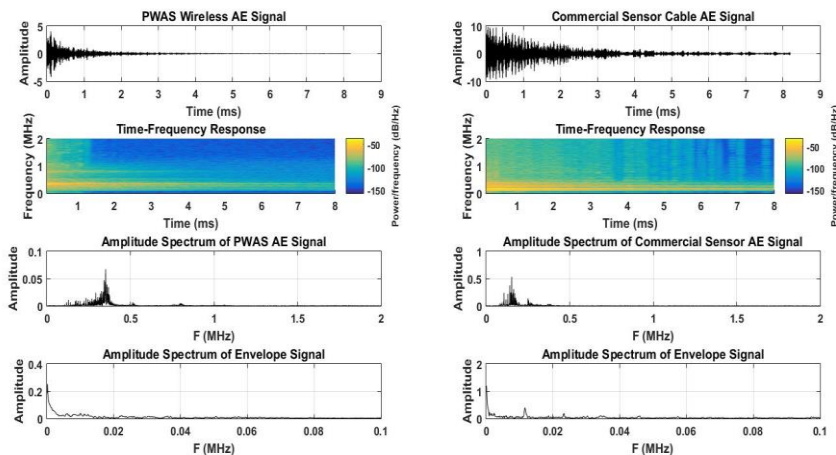 PWAS Wireless AE Signal
Amplitude
5
0
-5
0 1 2 3 4 5 6 7 8 9
Time (ms)
Time-Frequency Response
Frequency (MHz)
2
1
0
1 2 3 4 5 6 7 8
Time (ms)
-50
-100
-150
Power/frequency (dB/Hz)
Amplitude Spectrum of PWAS AE Signal
Amplitude
0.1
0.05
0
0 0.5 1 1.5 2
F (MHz)
Amplitude Spectrum of Envelope Signal
Amplitude
0.4
0.2
0
0 0.02 0.04 0.06 0.08 0.1
F (MHz)
Commercial Sensor Cable AE Signal
Amplitude
10
0
-10
0 1 2 3 4 5 6 7 8 9
Time (ms)
Time-Frequency Response
Frequency (MHz)
2
1
0
1 2 3 4 5 6 7 8
Time (ms)
-50
-100
-150
Power/frequency (dB/Hz)
Amplitude Spectrum of Commercial Sensor AE Signal
Amplitude
1
0.5
0
0 0.5 1 1.5 2
F (MHz)
Amplitude Spectrum of Envelope Signal
Amplitude
2
1
0
0 0.02 0.04 0.06 0.08 0.1
F (MHz)